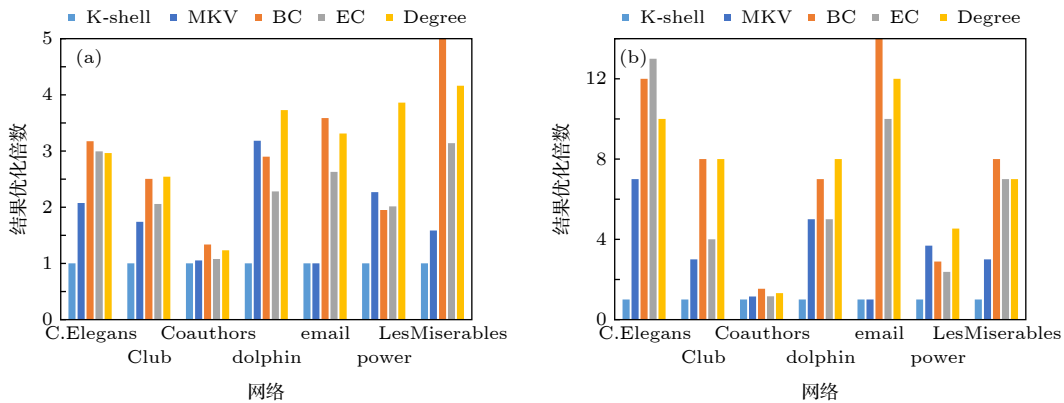 K-shell MKV BC EC Degree
(a)
5
4
3
2
1
0
结果优化倍数
C.Elegans Coauthors email LesMiserables
Club dolphin power
网络
K-shell MKV BC EC Degree
(b)
12
8
4
0
结果优化倍数
C.Elegans Coauthors email LesMiserables
Club dolphin power
网络